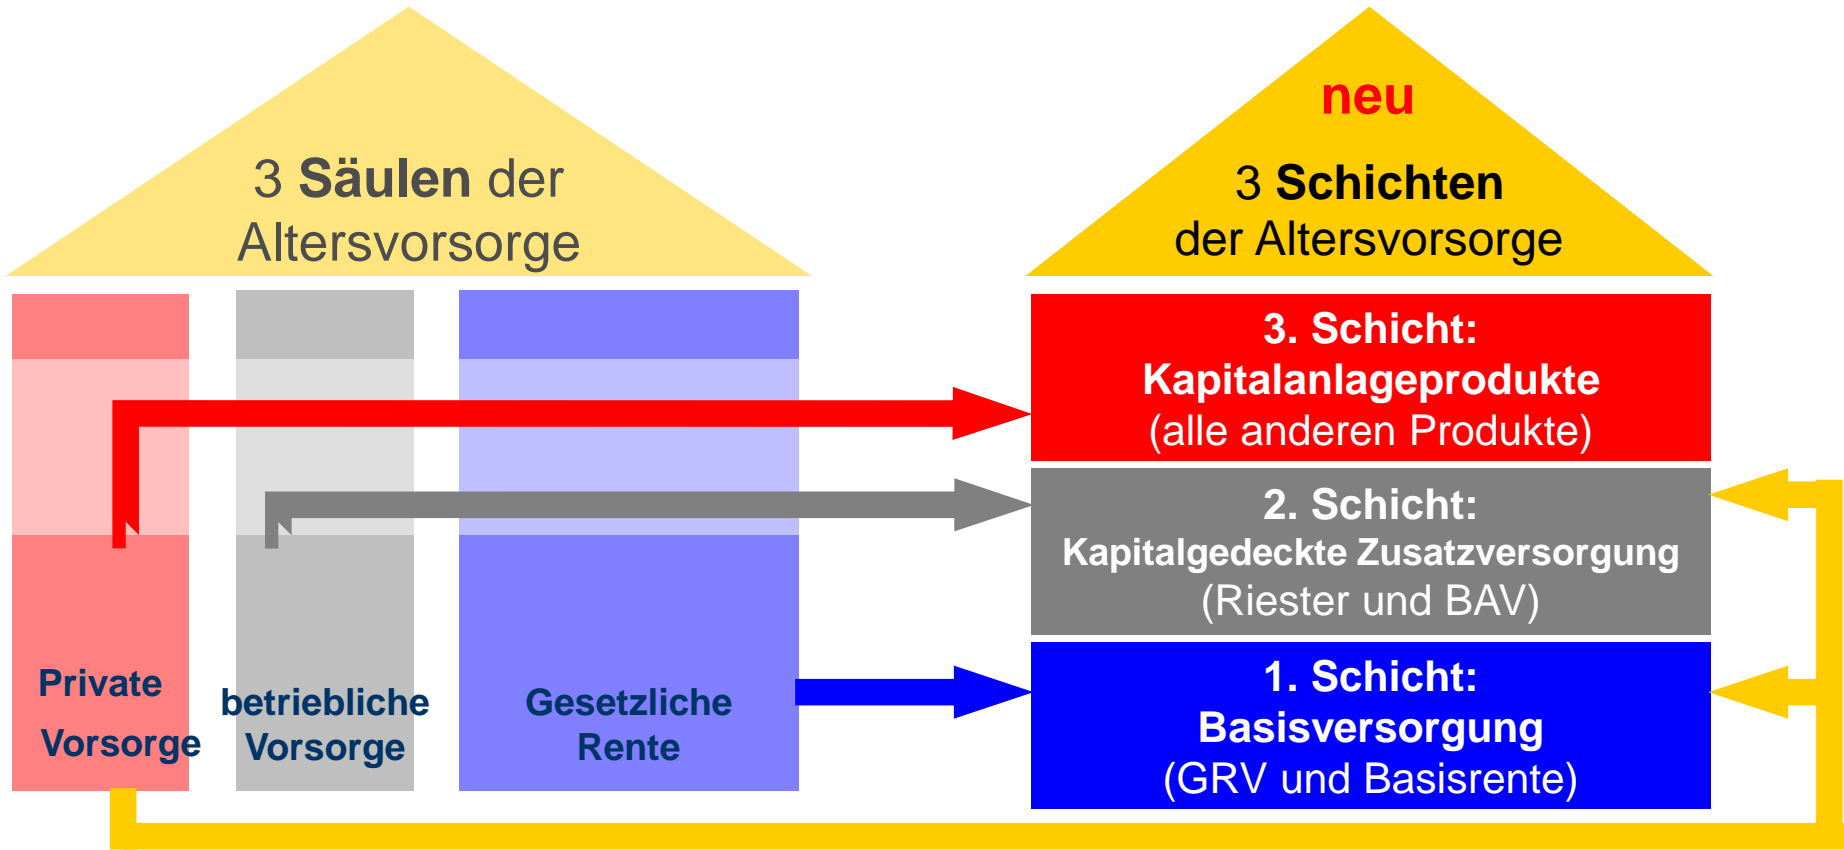 3 Säulen der
Altersvorsorge
Private
Vorsorge
betriebliche
Vorsorge
Gesetzliche
Rente
neu
3 Schichten
der Altersvorsorge
3. Schicht:
Kapitalanlageprodukte
(alle anderen Produkte)
2. Schicht:
Kapitalgedeckte Zusatzversorgung
(Riester und BAV)
1. Schicht:
Basisversorgung
(GRV und Basisrente)